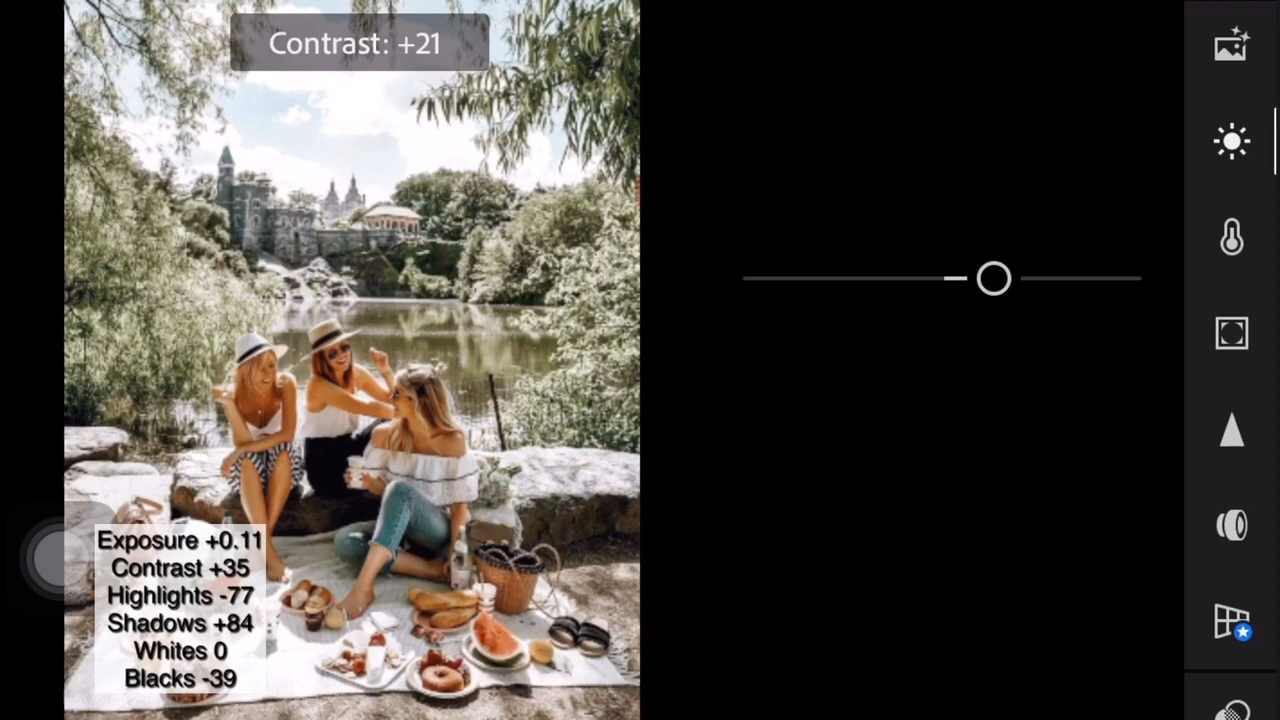 Contrast: +21
Exposure +0.11
Contrast +35
Highlights -77
Shadows +84
Whites 0
Blacks -39